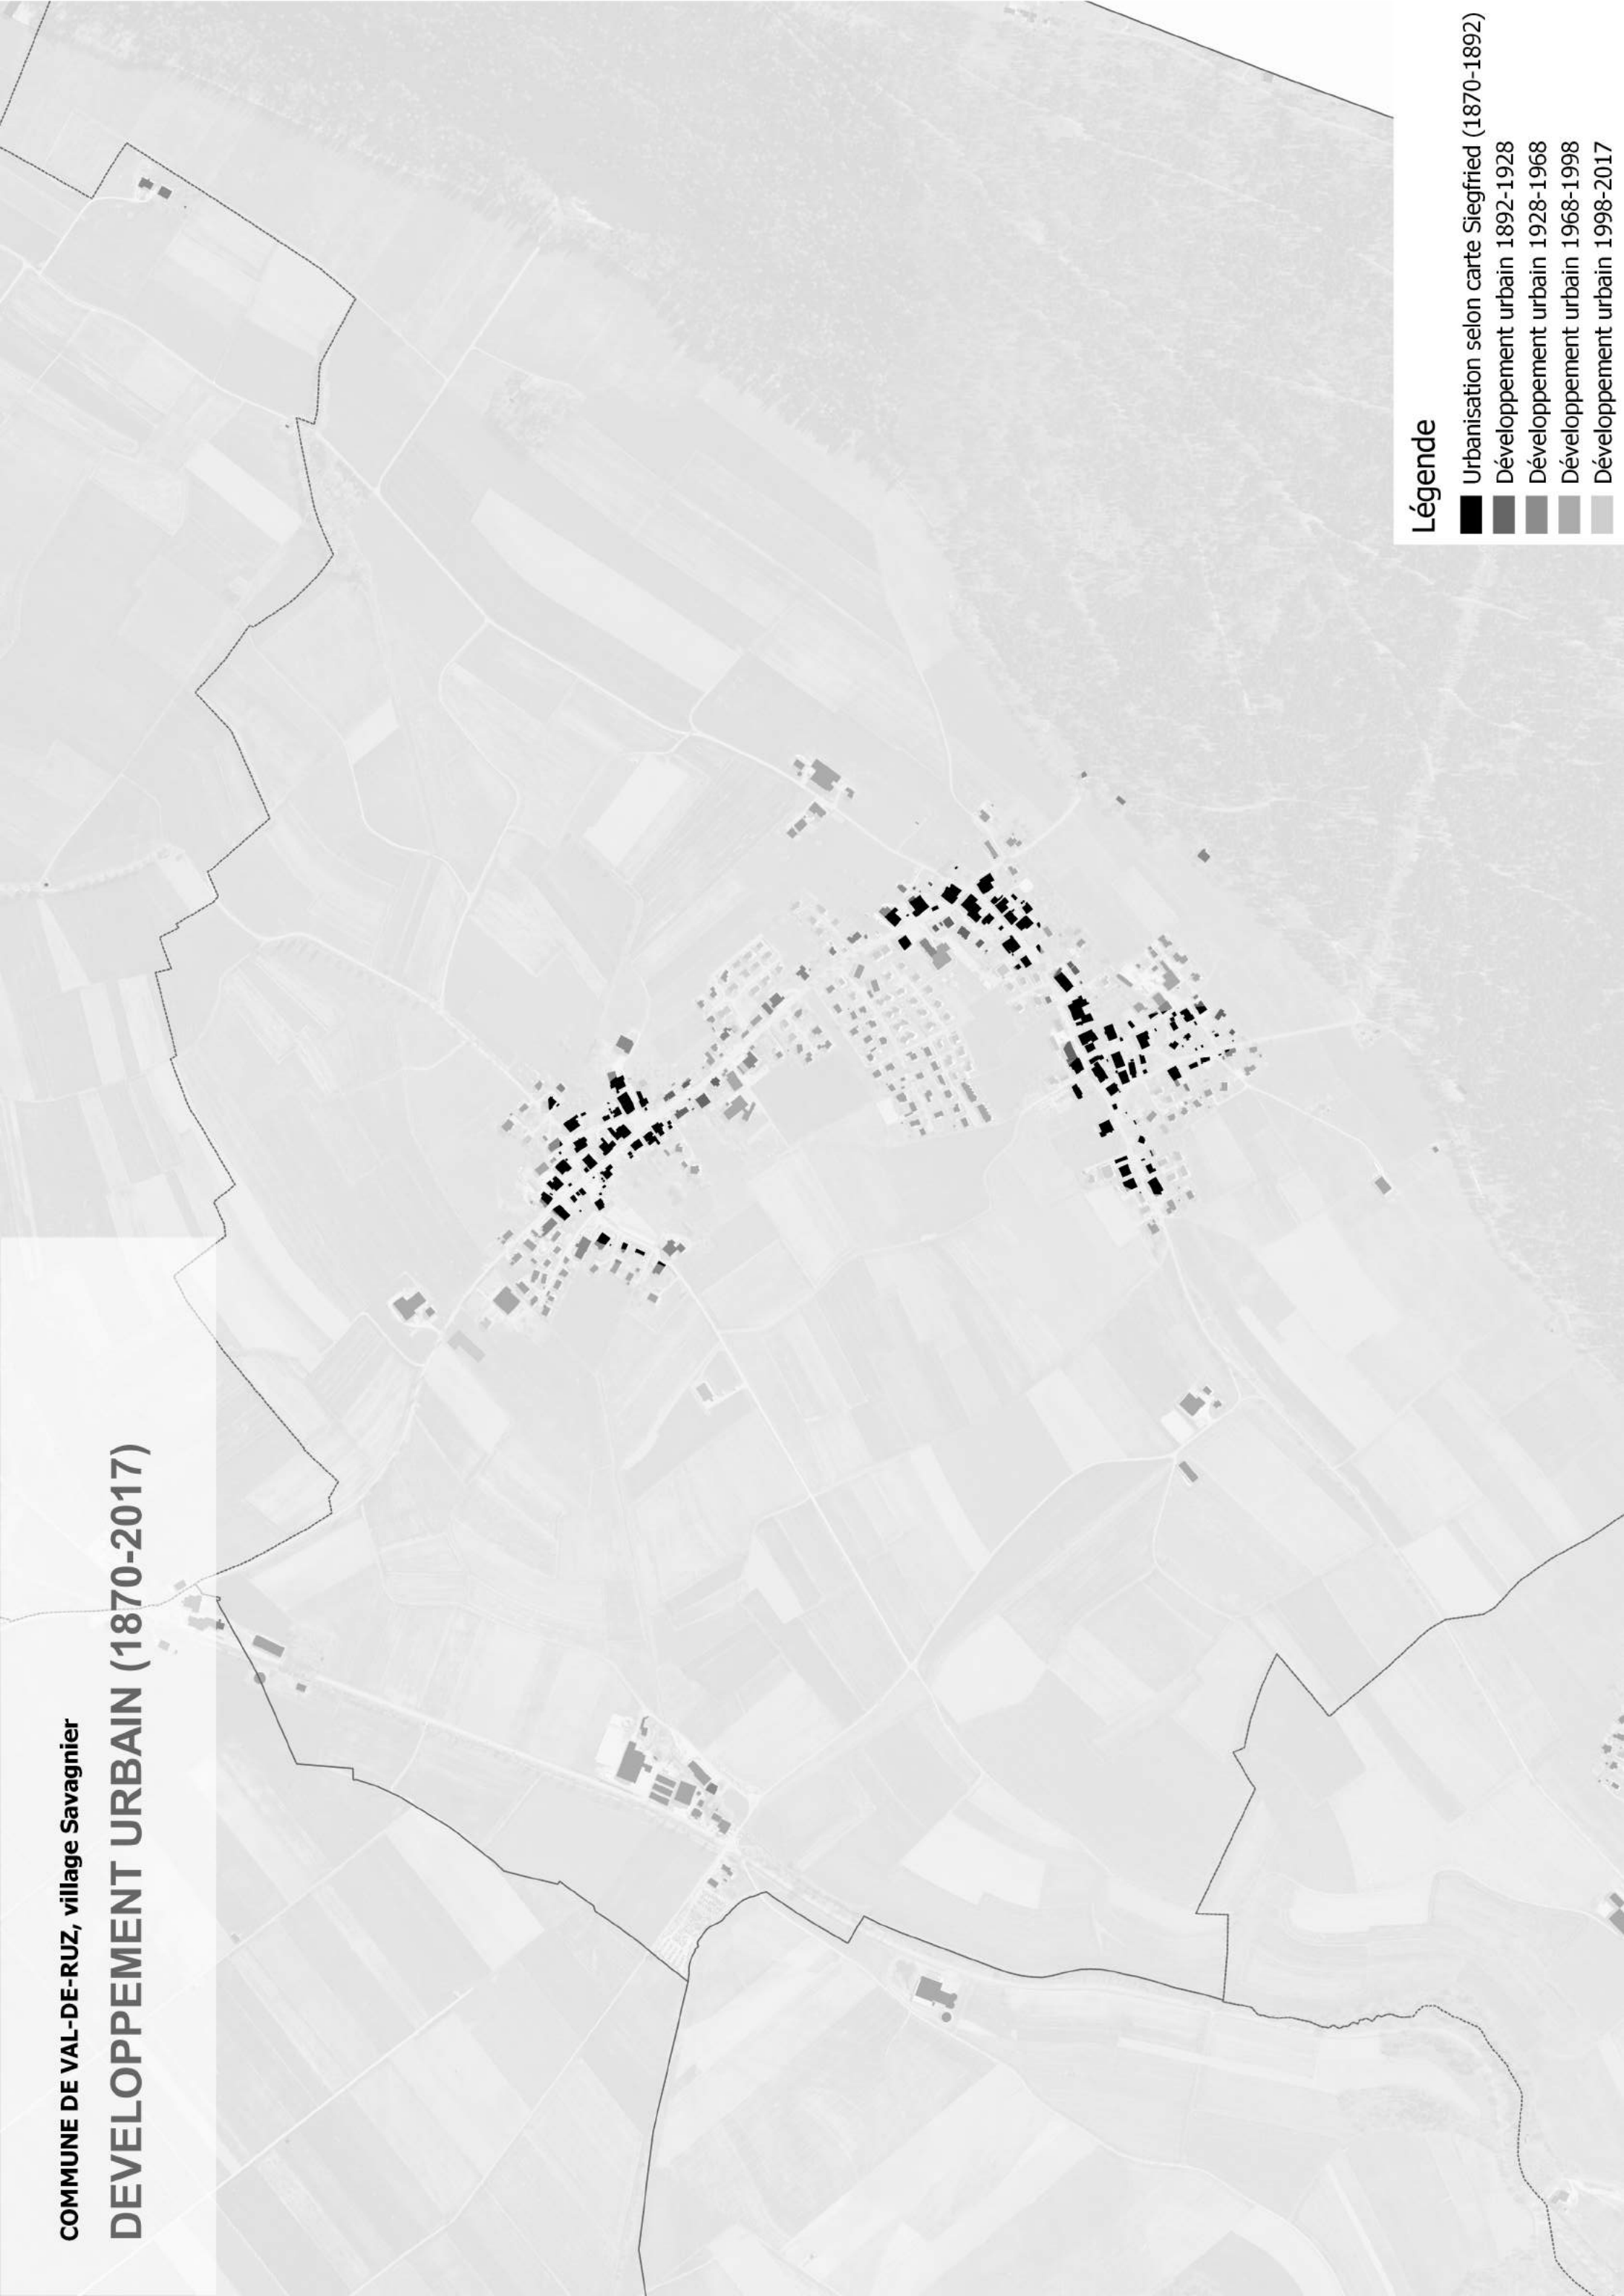 COMMUNE DE VAL-DE-RUZ, village Savagnier
DEVELOPPEMENT URBAIN (1870-2017)
Légende
Urbanisation selon carte Siegfried (1870-1892)
Développement urbain 1892-1928
Développement urbain 1928-1968
Développement urbain 1968-1998
Développement urbain 1998-2017